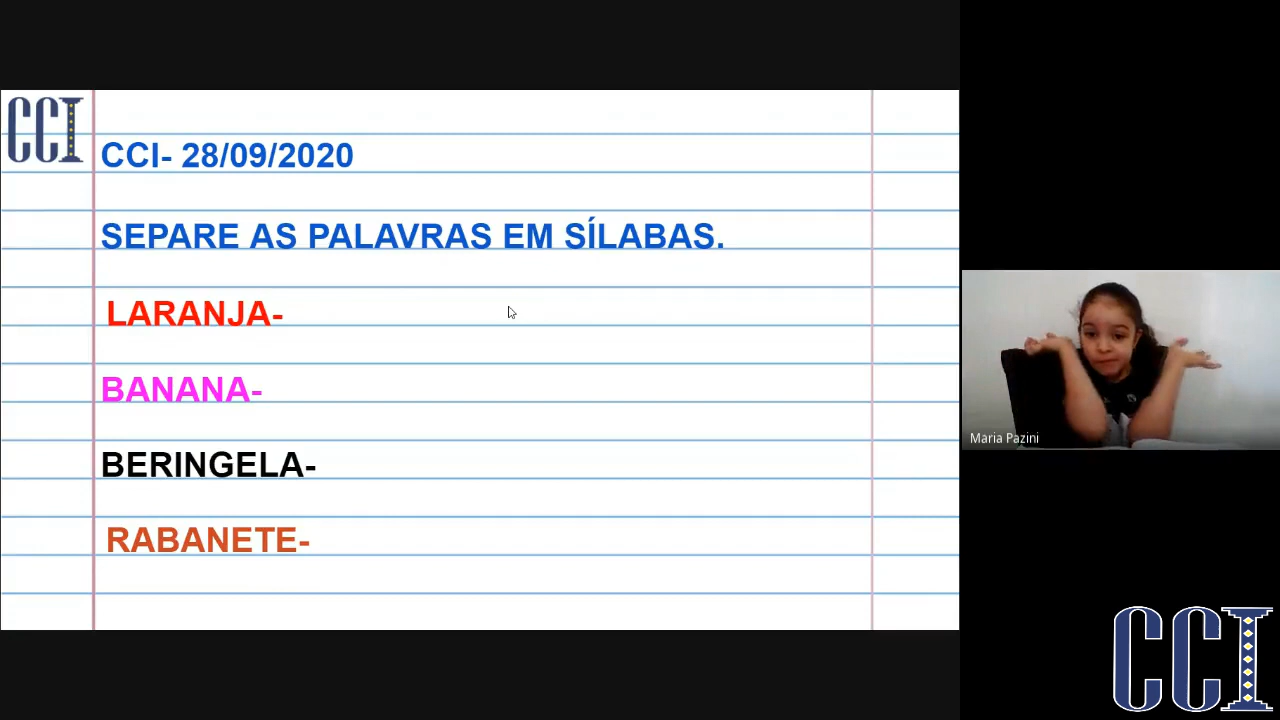 CCI
CCI- 28/09/2020
SEPARE AS PALAVRAS EM SÍLABAS.
LARANJA-
BANANA-
BERINGELA-
RABANETE-
Maria Pazini
CCI